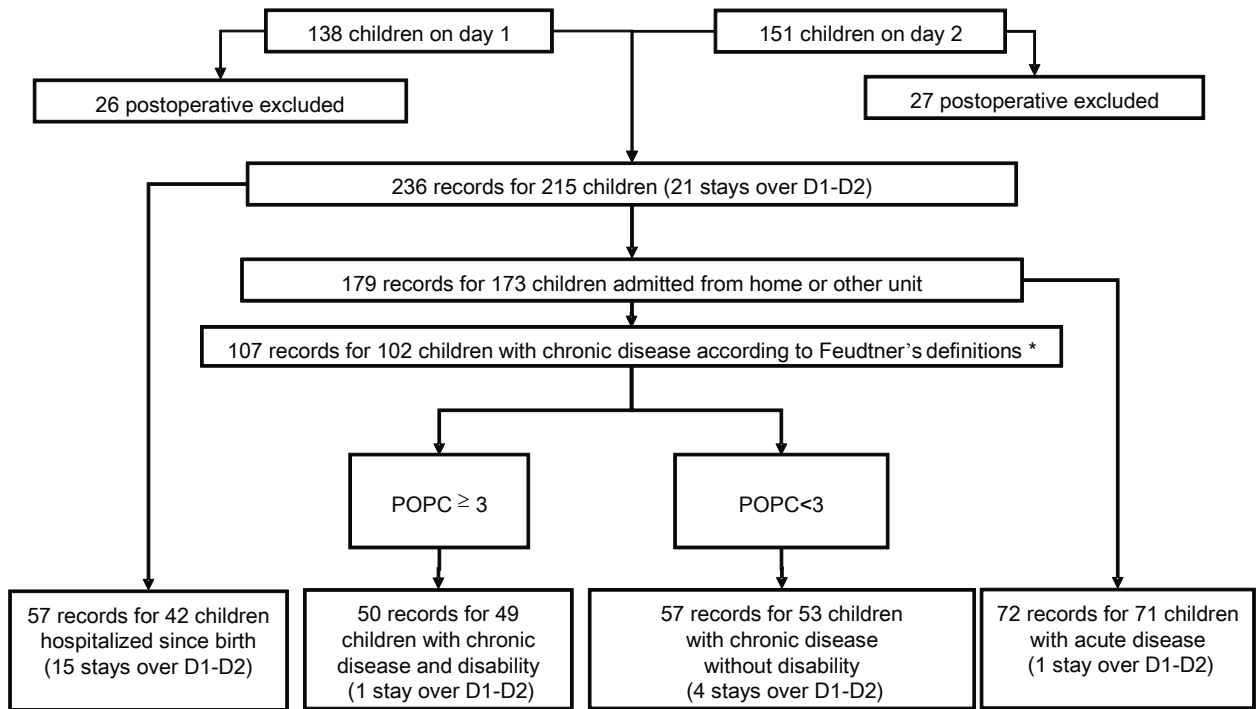 138 children on day 1
151 children on day 2
26 postoperative excluded
27 postoperative excluded
236 records for 215 children (21 stays over D1-D2)
179 records for 173 children admitted from home or other unit
107 records for 102 children with chronic disease according to Feudtner's definitions *
POPC ≥ 3
POPC<3
57 records for 42 children
hospitalized since birth
(15 stays over D1-D2)
50 records for 49
children with chronic
disease and disability
(1 stay over D1-D2)
57 records for 53 children
with chronic disease
without disability
(4 stays over D1-D2)
72 records for 71 children
with acute disease
(1 stay over D1-D2)